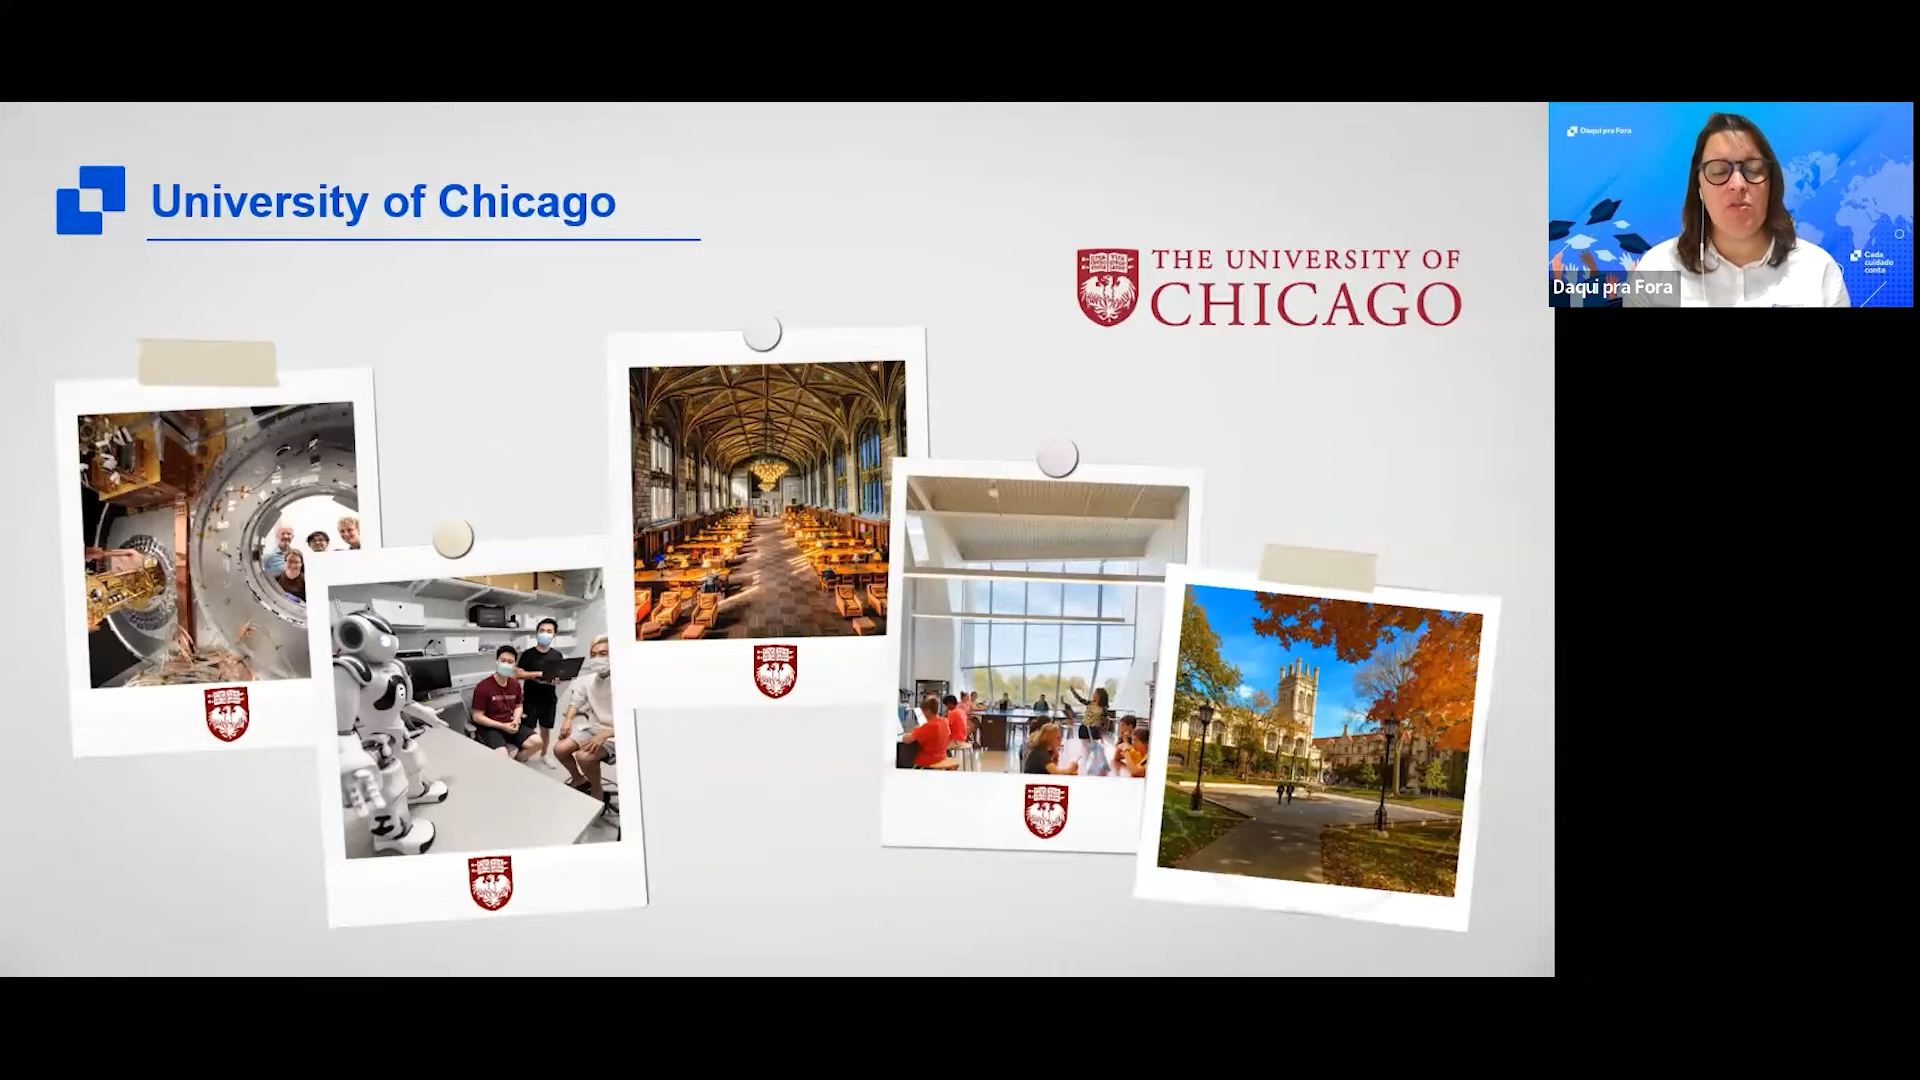 University of Chicago
THE UNIVERSITY OF
CHICAGO
Daqui pra Fora
Cada
cuidado
conta
Daqui pra Fora